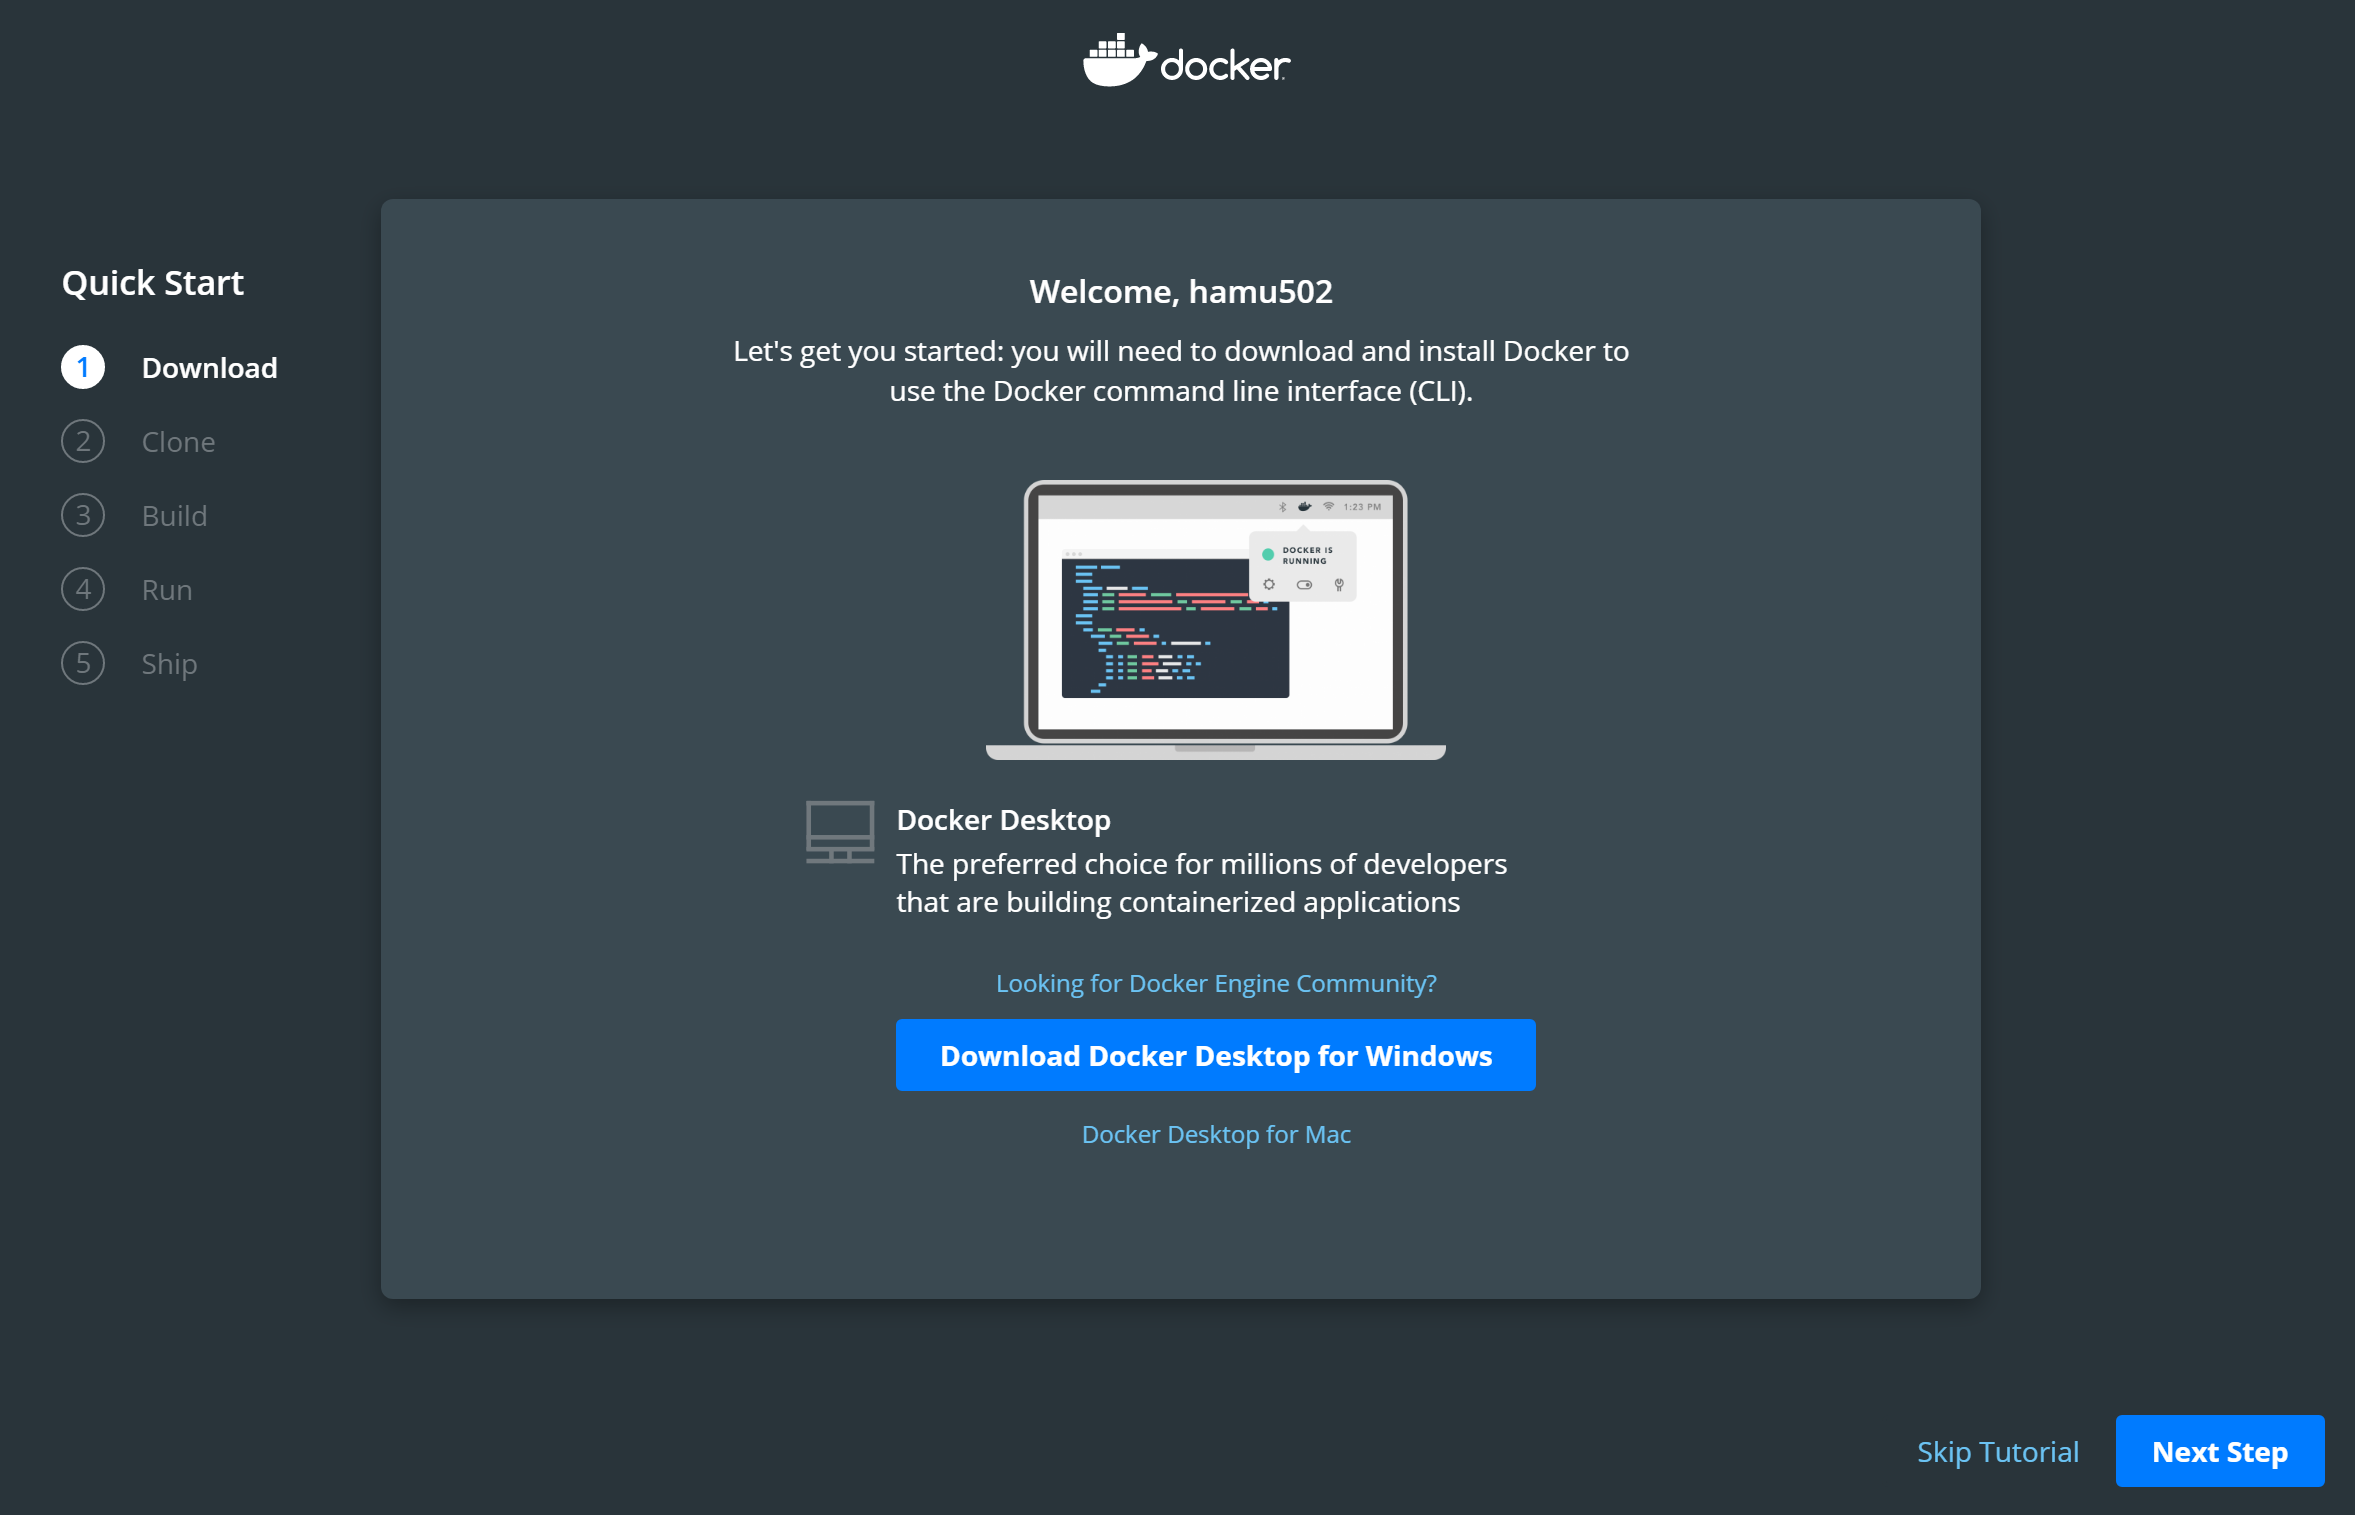 docker
Quick Start
1 Download
2 Clone
3 Build
4 Run
5 Ship
Welcome, hamu502
Let's get you started: you will need to download and install Docker to
use the Docker command line interface (CLI).
1:23 PM
DOCKER IS
RUNNING
Docker Desktop
The preferred choice for millions of developers
that are building containerized applications
Looking for Docker Engine Community?
Download Docker Desktop for Windows
Docker Desktop for Mac
Skip Tutorial
Next Step